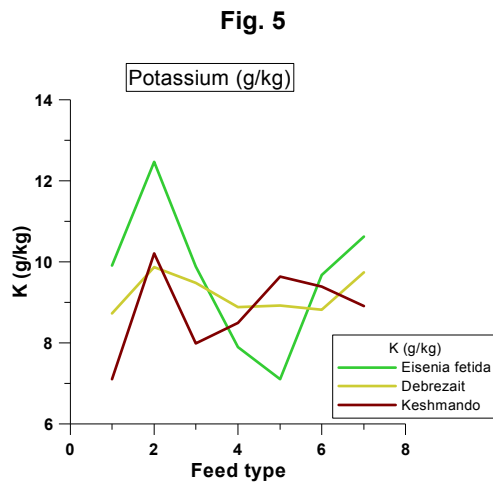 Fig. 5
Potassium (g/kg)
14
12
10
8
6
K (g/kg)
0
2
4
6
8
Feed type
K (g/kg)
Eisenia fetida
Debrezait
Keshmando